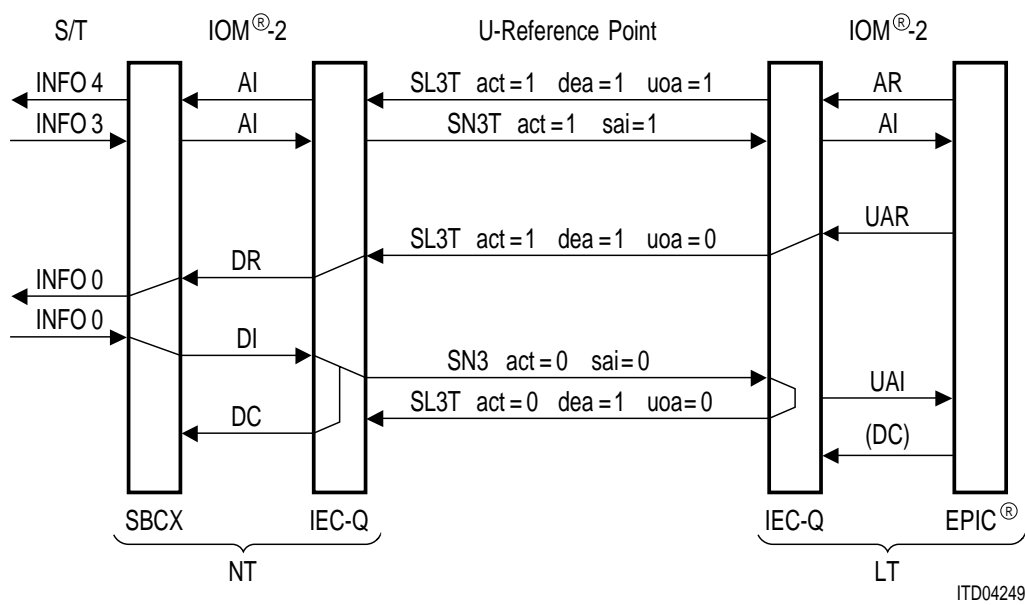 S/T IOM®-2 U-Reference Point IOM®-2
INFO 4 AI SL3T act = 1 dea = 1 uoa = 1 AR
INFO 3 AI SN3T act = 1 sai = 1 AI
UAR
SL3T act = 1 dea = 1 uoa = 0
DR
INFO 0
INFO 0
DI
SN3 act = 0 sai = 0
UAI
SL3T act = 0 dea = 1 uoa = 0
DC
(DC)
SBCX IEC-Q IEC-Q EPIC®
NT LT
ITD04249